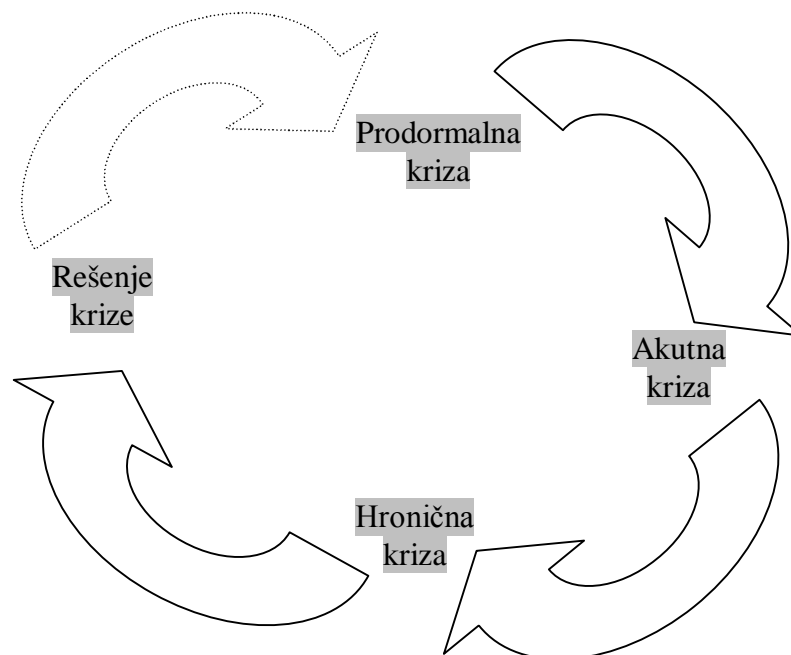 Prodormalna
kriza
Rešenje
krize
Akutna
kriza
Hronična
kriza